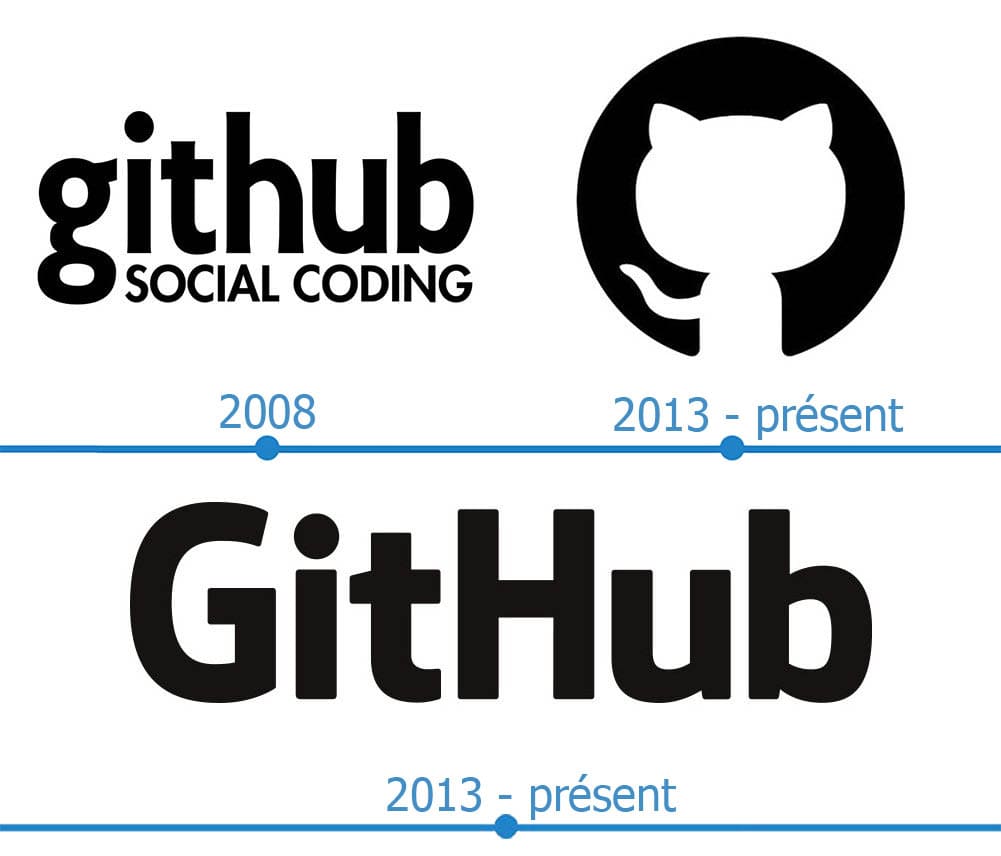 github
SOCIAL CODING
2008
2013 - présent
GitHub
2013 - présent